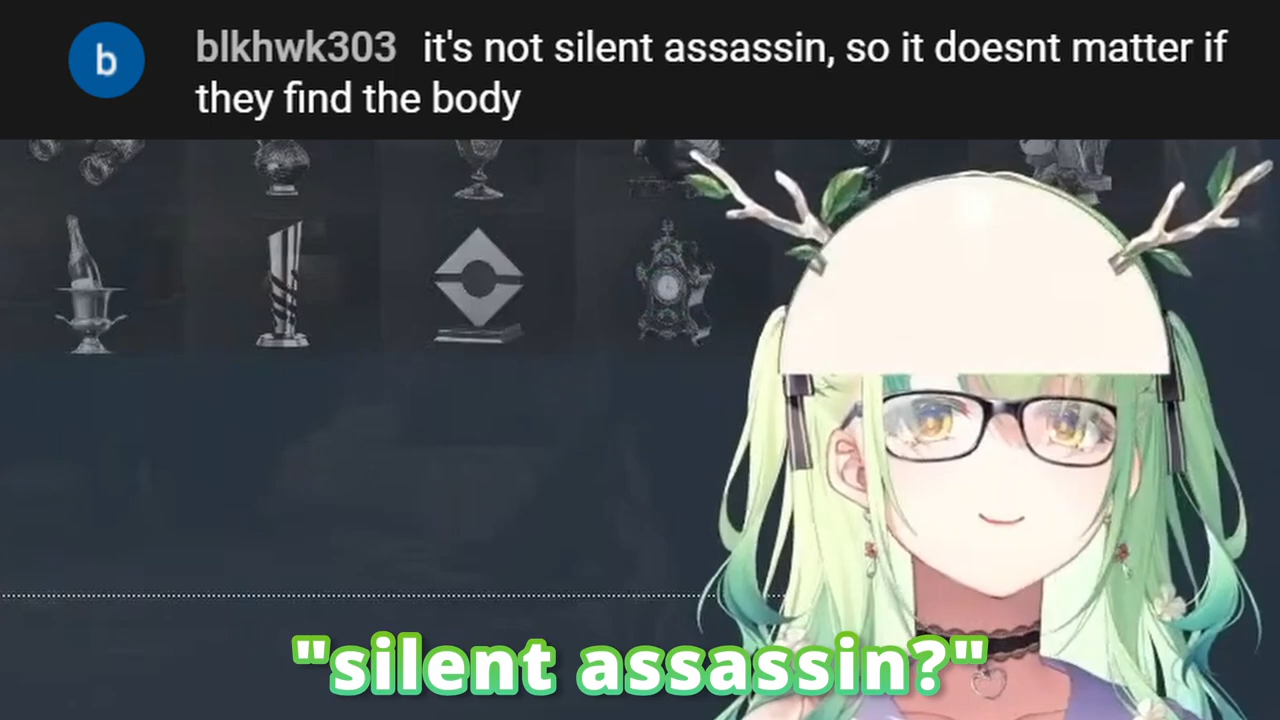 b
blkhwk303 it's not silent assassin, so it doesnt matter if
they find the body
"silent assassin?"